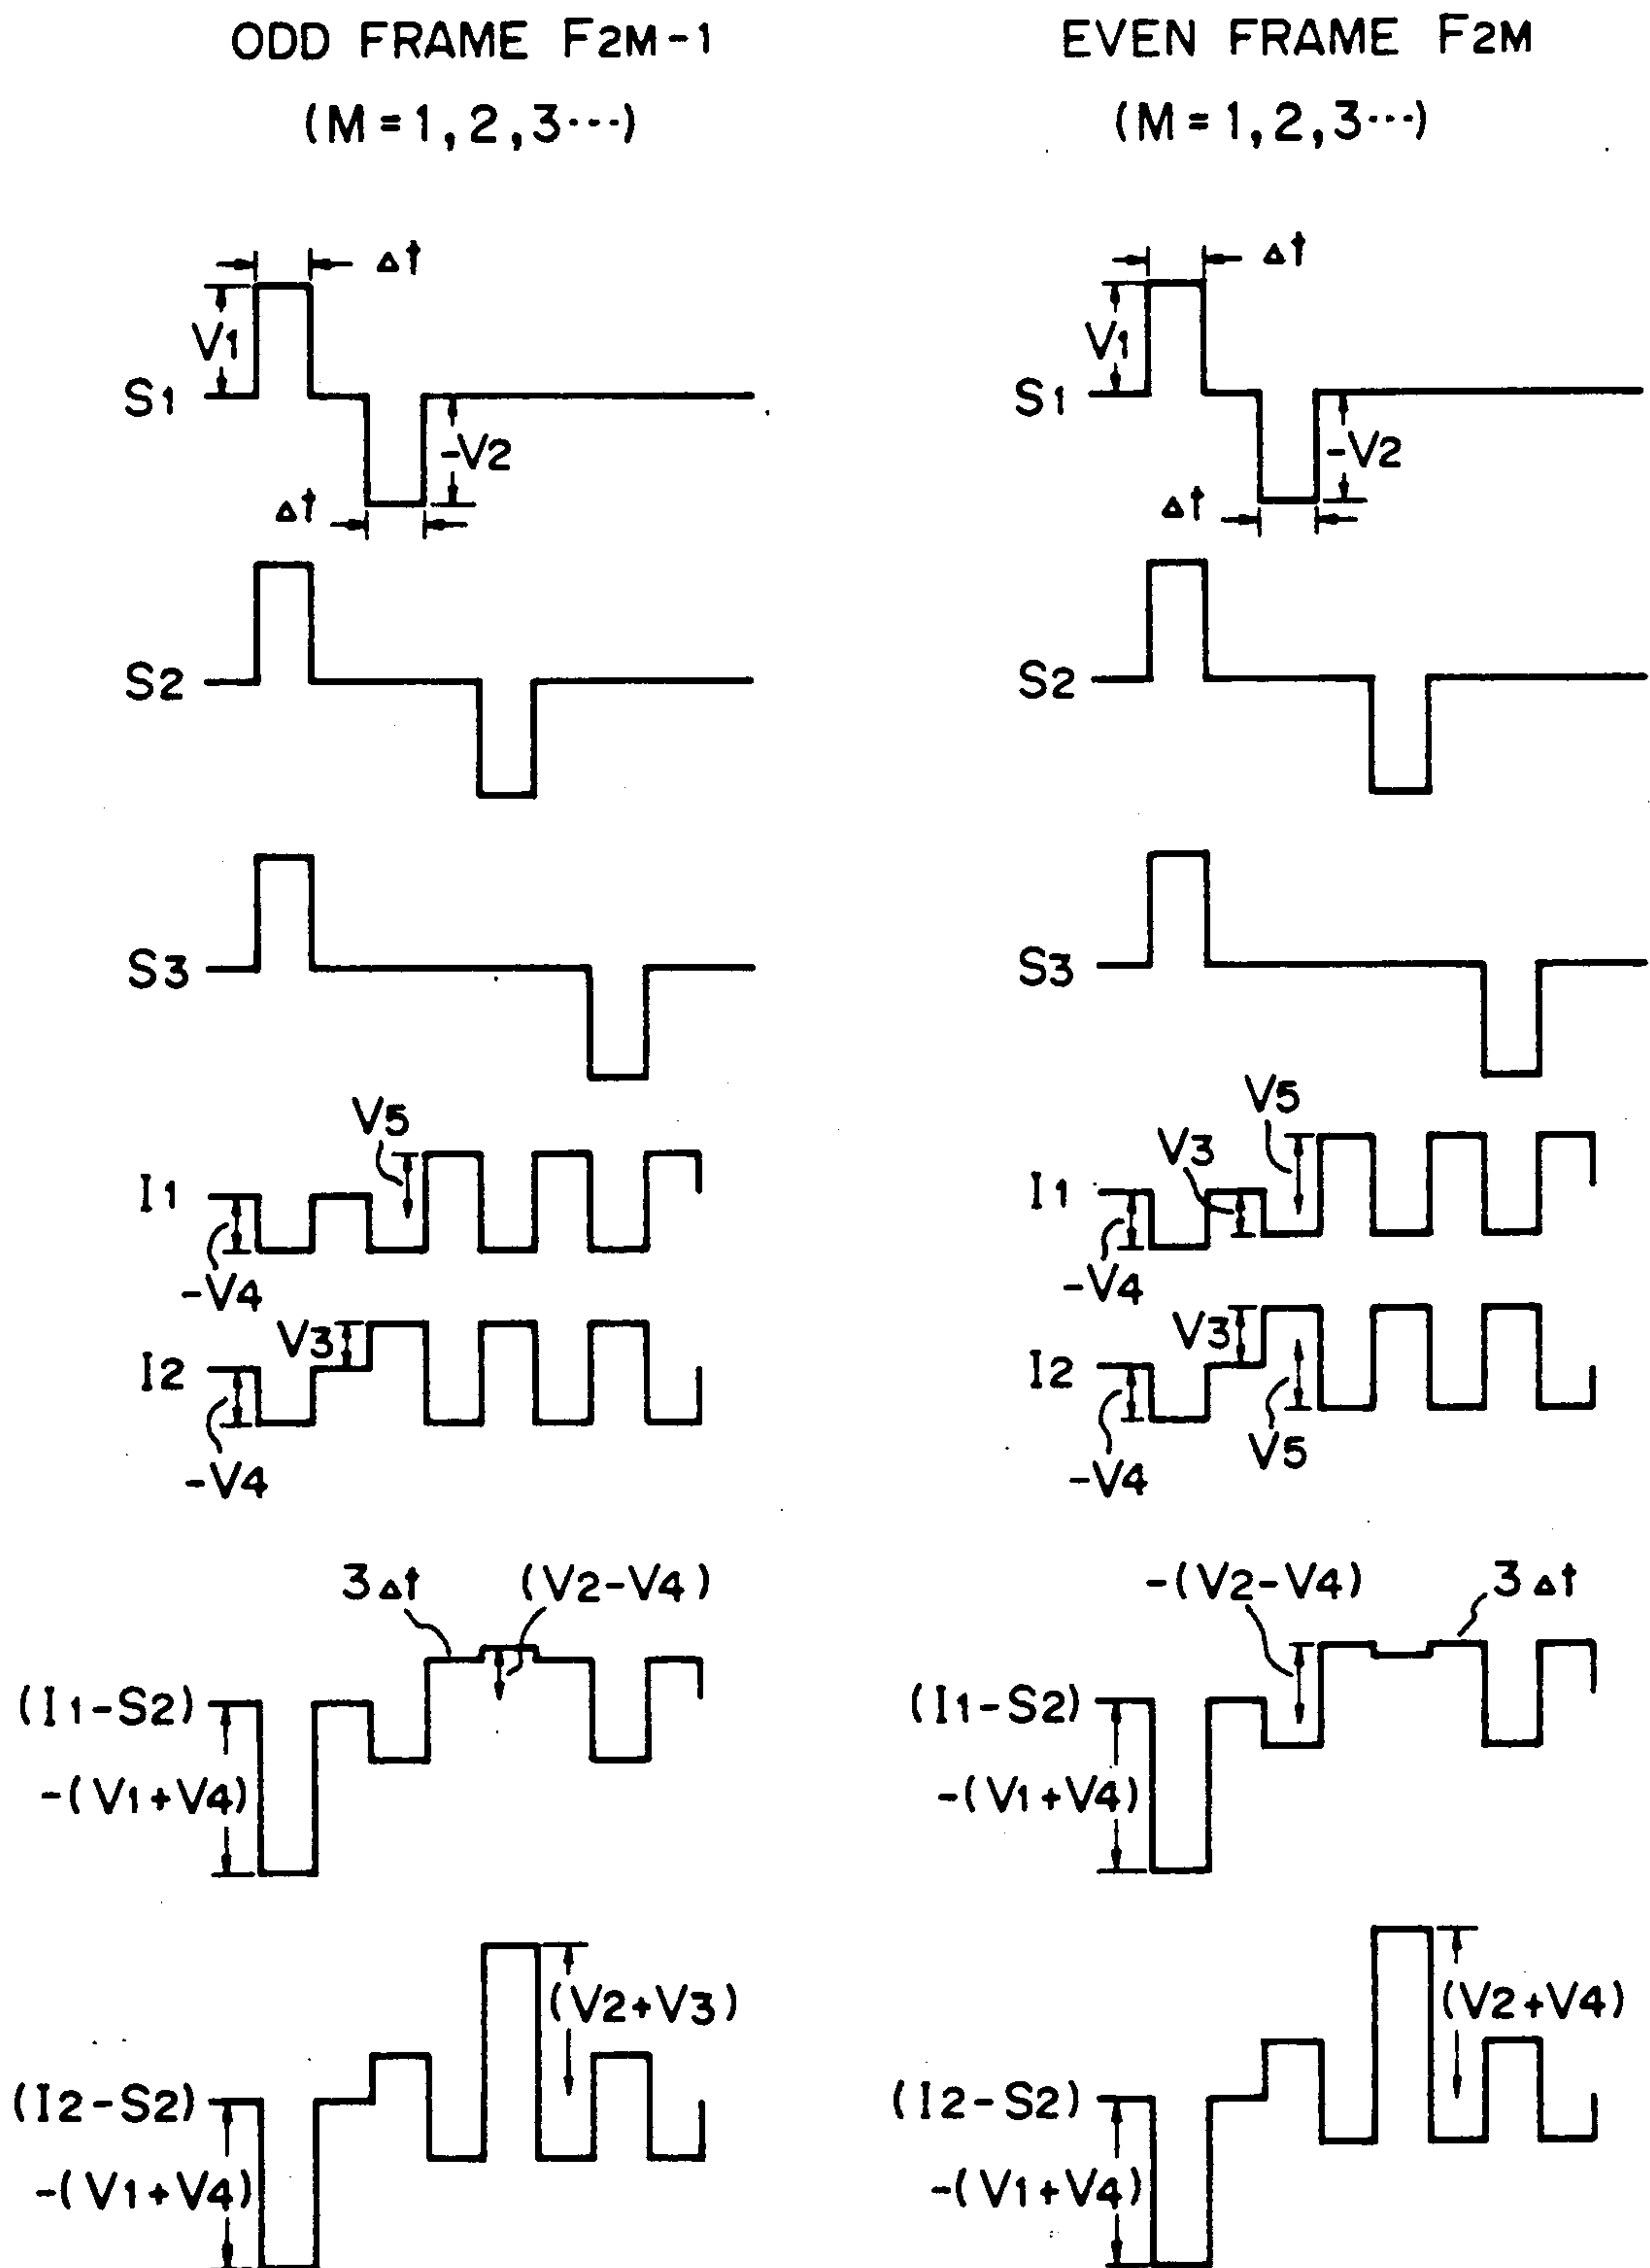 ODD FRAME F2M-1
(M=1,2,3···)
Δt
V1
S1
-V2
Δt
S2
S3
V5
I1
-V4
V3
I2
-V4
3Δt
(V2-V4)
(I1-S2)
-(V1+V4)
(V2+V3)
(I2-S2)
-(V1+V4)
EVEN FRAME F2M
(M=1,2,3···)
Δt
V1
S1
-V2
Δt
S2
S3
V5
V3
I1
-V4
V3
I2
V5
-V4
-(V2-V4)
3Δt
(I1-S2)
-(V1+V4)
(V2+V4)
(I2-S2)
-(V1+V4)